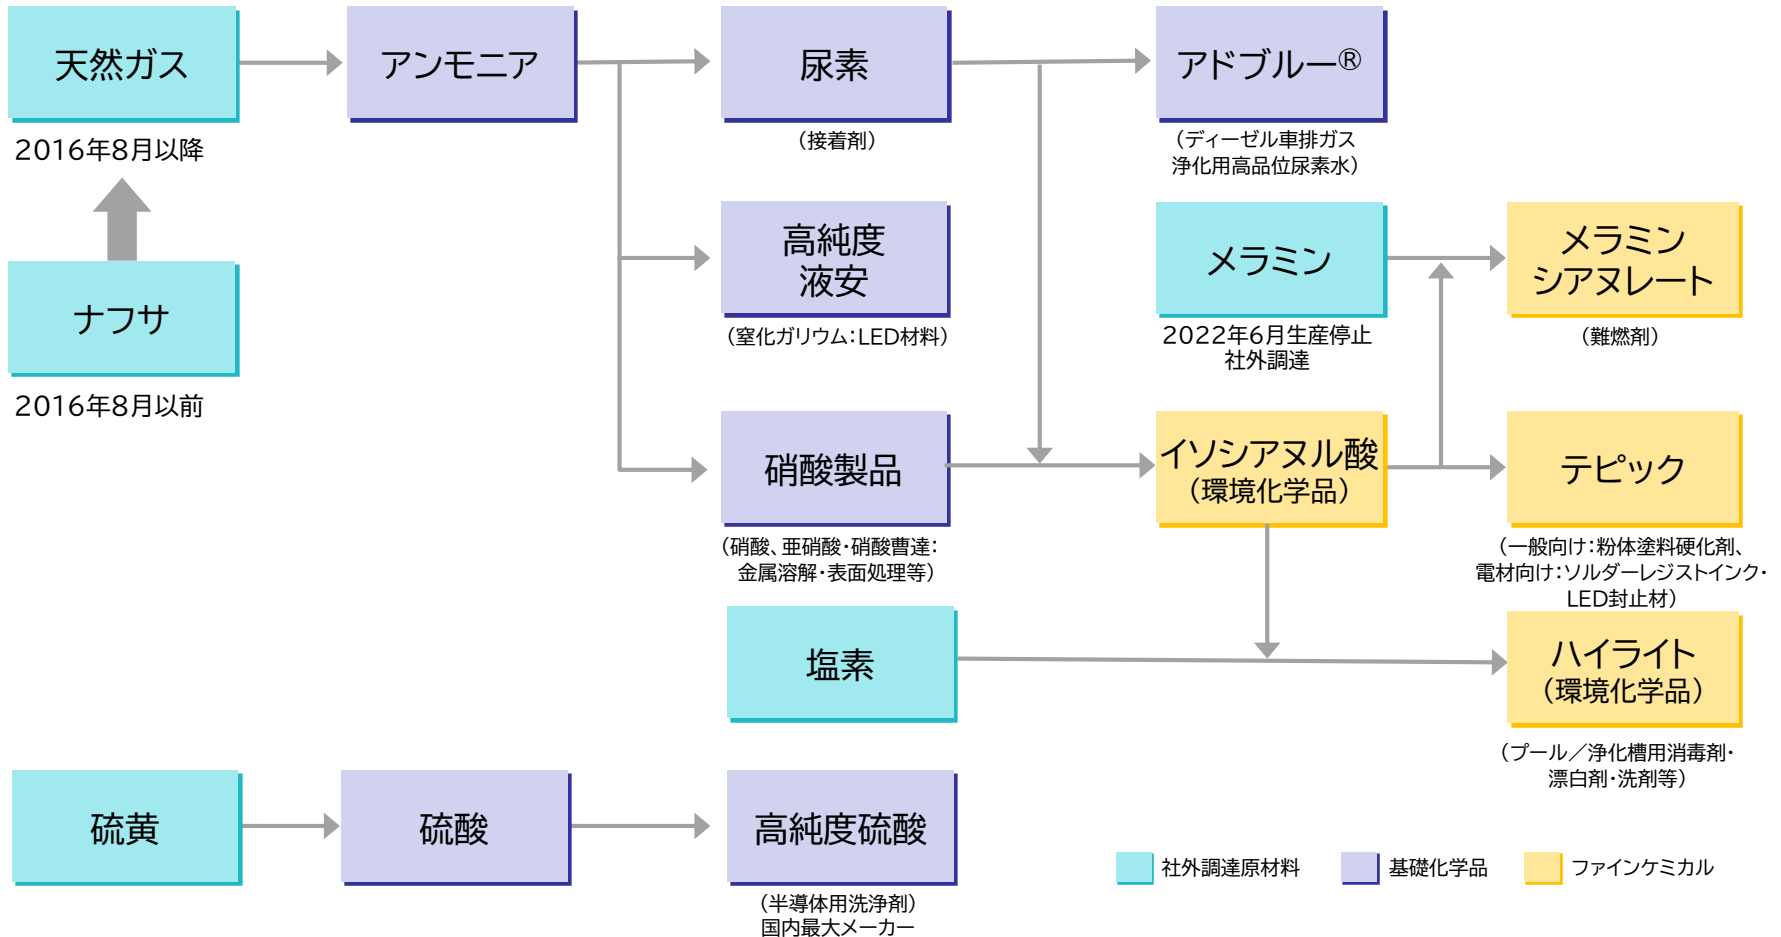 天然ガス
2016年8月以降
ナフサ
2016年8月以前
アンモニア
尿素
（接着剤）
アドブルー®
（ディーゼル車排ガス
浄化用高品位尿素水）
高純度
液安
（窒化ガリウム：LED材料）
メラミン
2022年6月生産停止
社外調達
メラミン
シアヌレート
（難燃剤）
硝酸製品
（硝酸、亜硝酸・硝酸曹達：
金属溶解・表面処理等）
イソシアヌル酸
（環境化学品）
テピック
（一般向け：粉体塗料硬化剤、
電材向け：ソルダーレジストインク・
LED封止材）
塩素
ハイライト
（環境化学品）
（プール／浄化槽用消毒剤・
漂白剤・洗剤等）
硫黄
硫酸
高純度硫酸
（半導体用洗浄剤）
国内最大メーカー
社外調達原材料
基礎化学品
ファインケミカル